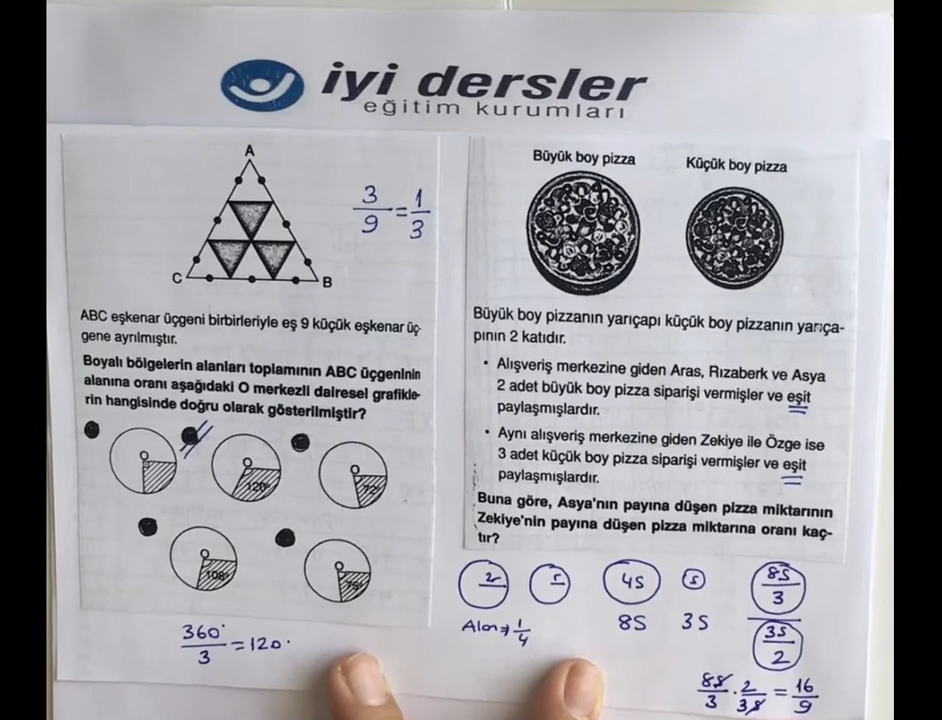 iyi dersler
eğitim kurumları
A
C
B
3/9 = 1/3
ABC eşkenar üçgeni birbirleriyle eş 9 küçük eşkenar üç-
gene ayrılmıştır.
Boyalı bölgelerin alanları toplamının ABC üçgeninin
alanına oranı aşağıdaki O merkezli dairesel grafikle-
rin hangisinde doğru olarak gösterilmiştir?
O
O
120°
O
72°
O
108°
O
75°
360°/3 = 120°
Büyük boy pizza
Küçük boy pizza
Büyük boy pizzanın yarıçapı küçük boy pizzanın yarıça-
pının 2 katıdır.
• Alışveriş merkezine giden Aras, Rızaberk ve Asya
2 adet büyük boy pizza siparişi vermişler ve eşit
paylaşmışlardır.
• Aynı alışveriş merkezine giden Zekiye ile Özge ise
3 adet küçük boy pizza siparişi vermişler ve eşit
paylaşmışlardır.
Buna göre, Asya'nın payına düşen pizza miktarının
Zekiye'nin payına düşen pizza miktarına oranı kaç-
tır?
4S
S
8S/3
Alan → 1/4
8S
3S
3S/2
8S/3 · 2/3S = 16/9